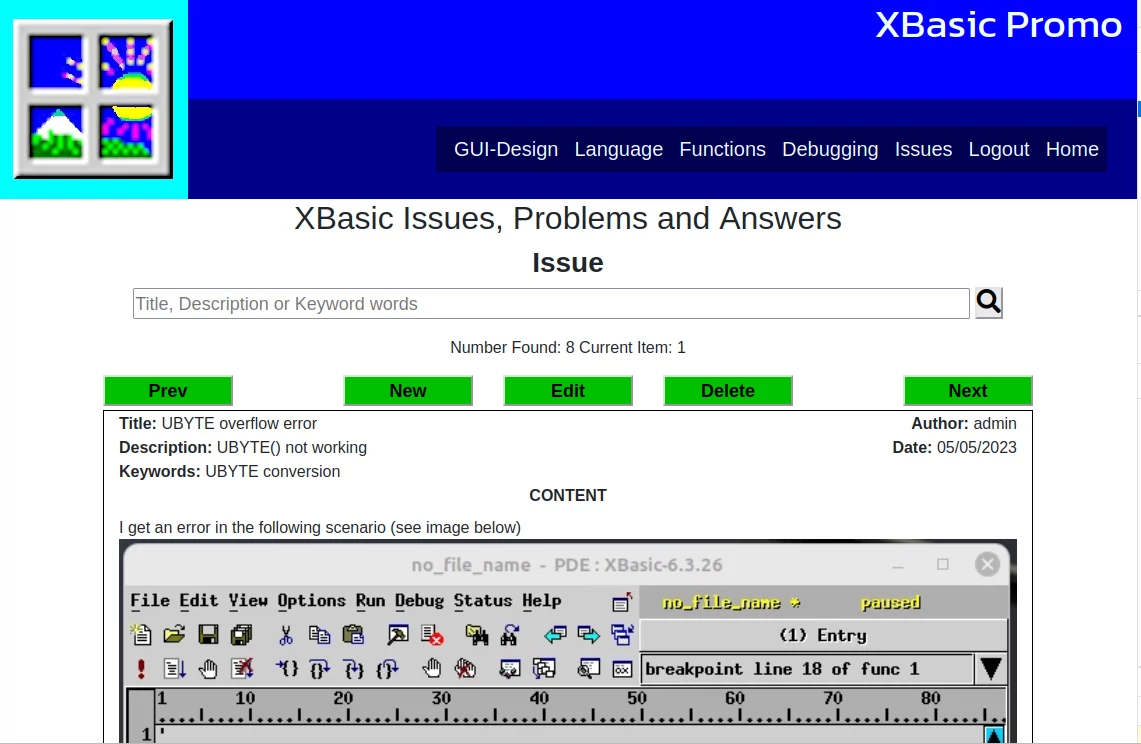 XBasic Promo
GUI-Design Language Functions Debugging Issues Logout Home
XBasic Issues, Problems and Answers
Issue
Title, Description or Keyword words
Number Found: 8 Current Item: 1
Prev New Edit Delete Next
Title: UBYTE overflow error Author: admin
Description: UBYTE() not working Date: 05/05/2023
Keywords: UBYTE conversion
CONTENT
I get an error in the following scenario (see image below)
no_file_name - PDE : XBasic-6.3.26
File Edit View Options Run Debug Status Help
no_file_name * paused
(1) Entry
breakpoint line 18 of func 1
1 10 20 30 40 50 60 70 80
1 '